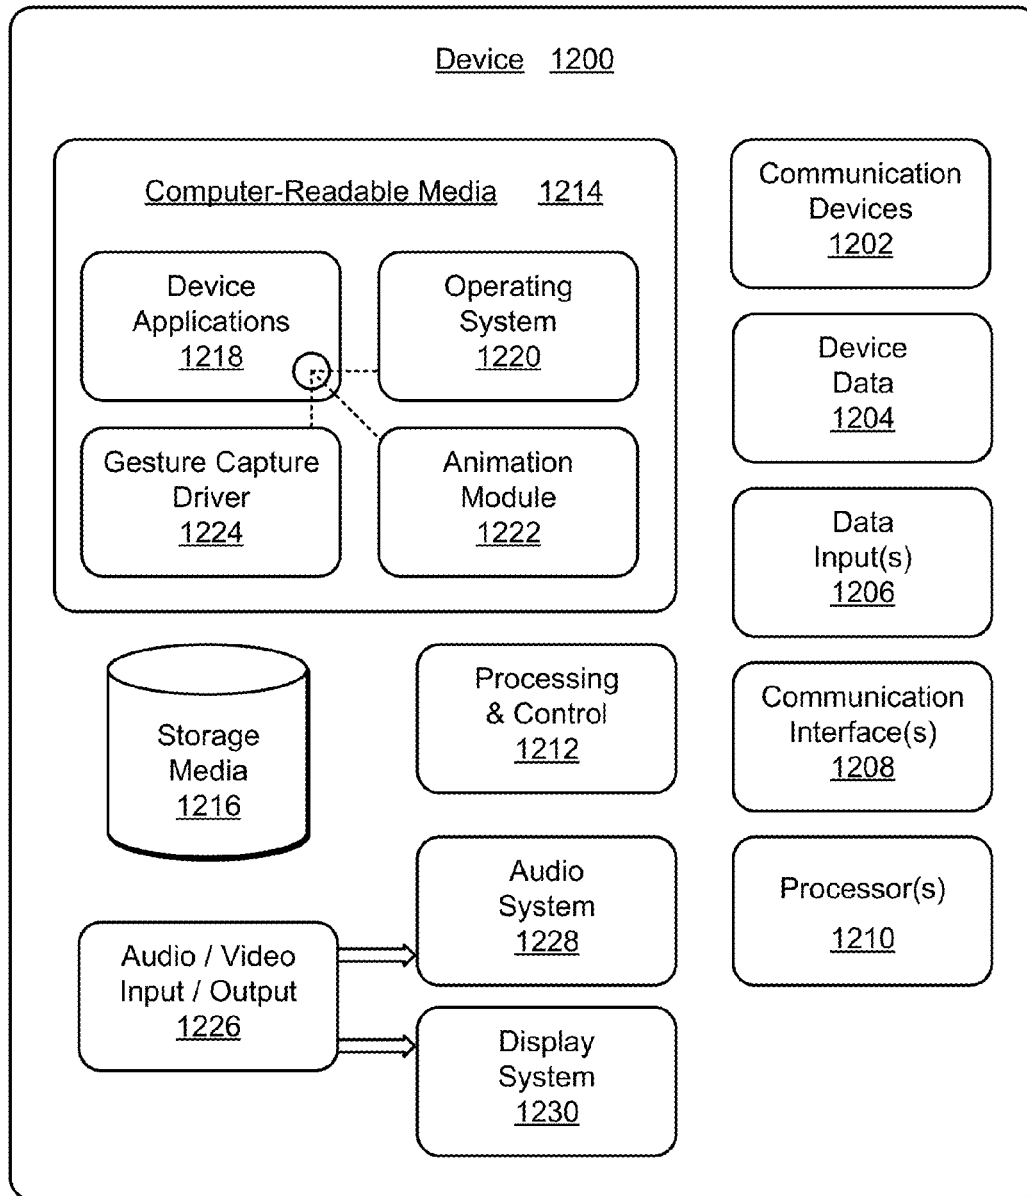 Device 1200
Computer-Readable Media 1214
Device
Applications
1218
Operating
System
1220
Gesture Capture
Driver
1224
Animation
Module
1222
Communication
Devices
1202
Device
Data
1204
Data
Input(s)
1206
Communication
Interface(s)
1208
Processor(s)
1210
Storage
Media
1216
Processing
& Control
1212
Audio / Video
Input / Output
1226
Audio
System
1228
Display
System
1230